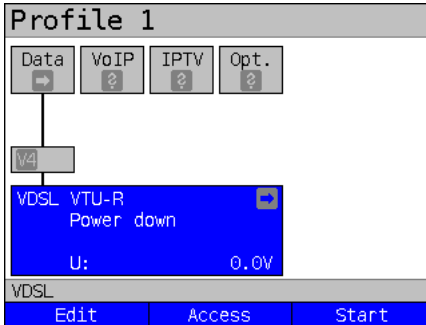 Profile 1
Data VoIP IPTV Opt.
V4
VDSL VTU-R
Power down
U: 0.0V
VDSL
Edit Access Start